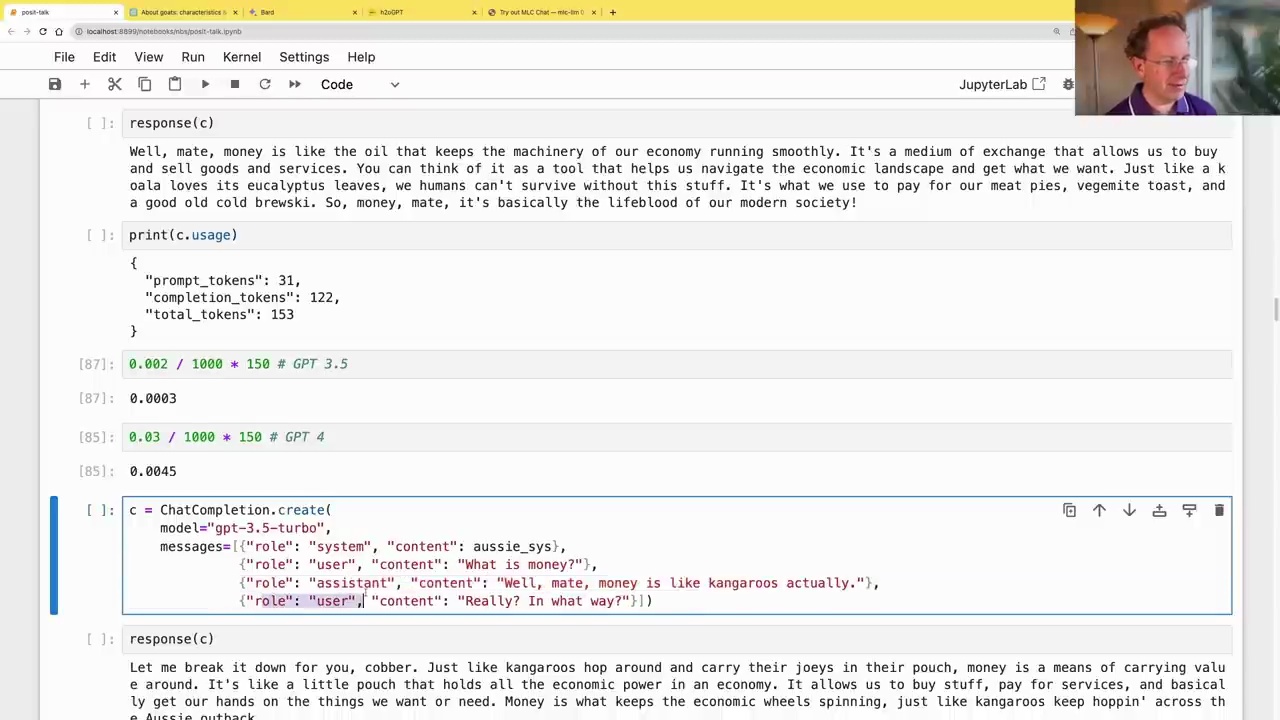 posit-talk
About goats: characteristics
Bard
h2oGPT
Try out MLC Chat — mlc-llm
localhost:8899/notebooks/nbs/posit-talk.ipynb
File Edit View Run Kernel Settings Help
Code
JupyterLab
[ ]: response(c)
Well, mate, money is like the oil that keeps the machinery of our economy running smoothly. It's a medium of exchange that allows us to buy
and sell goods and services. You can think of it as a tool that helps us navigate the economic landscape and get what we want. Just like a k
oala loves its eucalyptus leaves, we humans can't survive without this stuff. It's what we use to pay for our meat pies, vegemite toast, and
a good old cold brewski. So, money, mate, it's basically the lifeblood of our modern society!
[ ]: print(c.usage)
{
"prompt_tokens": 31,
"completion_tokens": 122,
"total_tokens": 153
}
[87]: 0.002 / 1000 * 150 # GPT 3.5
[87]: 0.0003
[85]: 0.03 / 1000 * 150 # GPT 4
[85]: 0.0045
[ ]: c = ChatCompletion.create(
model="gpt-3.5-turbo",
messages=[{"role": "system", "content": aussie_sys},
{"role": "user", "content": "What is money?"},
{"role": "assistant", "content": "Well, mate, money is like kangaroos actually."},
{"role": "user", "content": "Really? In what way?"}])
[ ]: response(c)
Let me break it down for you, cobber. Just like kangaroos hop around and carry their joeys in their pouch, money is a means of carrying valu
e around. It's like a little pouch that holds all the economic power in an economy. It allows us to buy stuff, pay for services, and basical
ly get our hands on the things we want or need. Money is what keeps the economic wheels spinning, just like kangaroos keep hoppin' across th
e Aussie outback